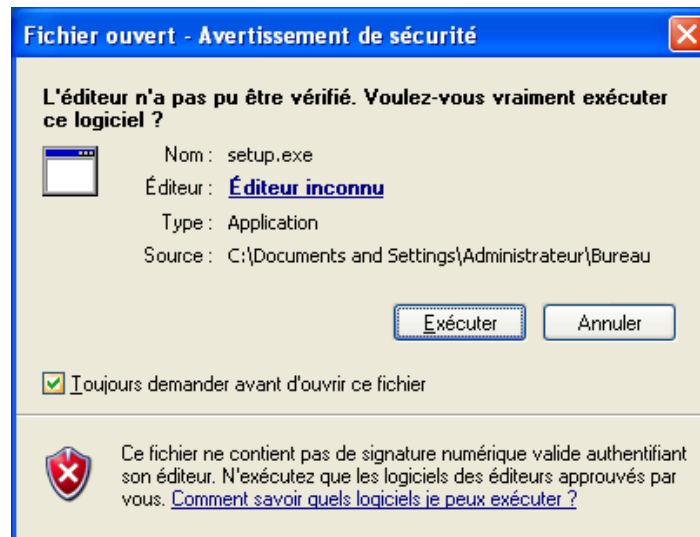 Fichier ouvert - Avertissement de sécurité
L'éditeur n'a pas pu être vérifié. Voulez-vous vraiment exécuter
ce logiciel ?
Nom : setup.exe
Éditeur : Éditeur inconnu
Type : Application
Source : C:\Documents and Settings\Administrateur\Bureau
Exécuter Annuler
Toujours demander avant d'ouvrir ce fichier
Ce fichier ne contient pas de signature numérique valide authentifiant
son éditeur. N'exécutez que les logiciels des éditeurs approuvés par
vous. Comment savoir quels logiciels je peux exécuter ?